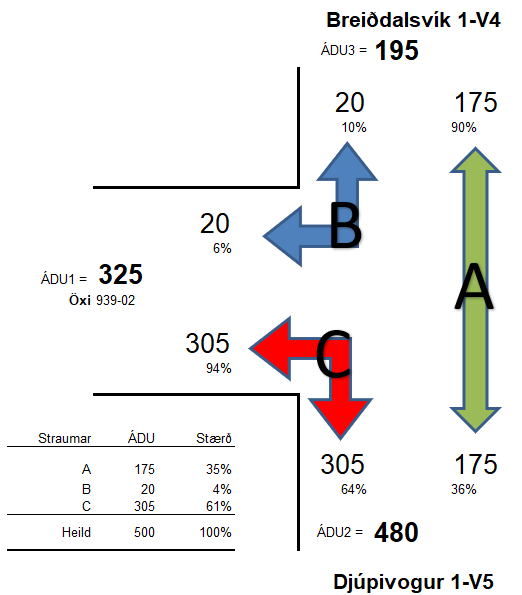 Breiðdalsvík 1-V4
ÁDU3 = 195
20 175
10% 90%
B
20
6%
A
ÁDU1 = 325
Öxi 939-02
305
94%
C
Straumar ÁDU Stærð
A 175 35%
B 20 4%
C 305 61%
Heild 500 100%
305 175
64% 36%
ÁDU2 = 480
Djúpivogur 1-V5